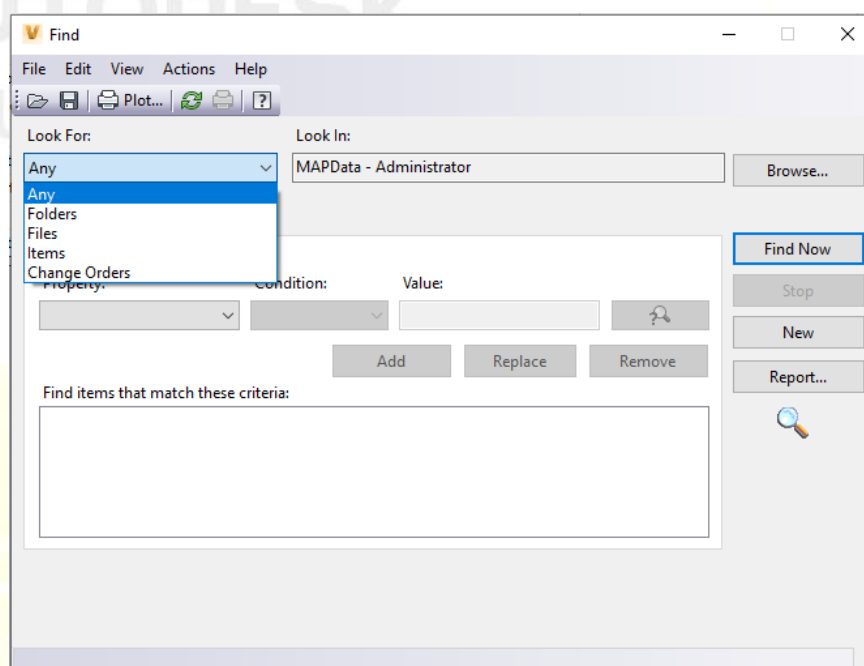 Find
File Edit View Actions Help
Plot...
Look For:
Look In:
Any
MAPData - Administrator
Browse...
Any
Folders
Files
Items
Change Orders
Find Now
Property:
Condition:
Value:
Stop
New
Add
Replace
Remove
Report...
Find items that match these criteria: